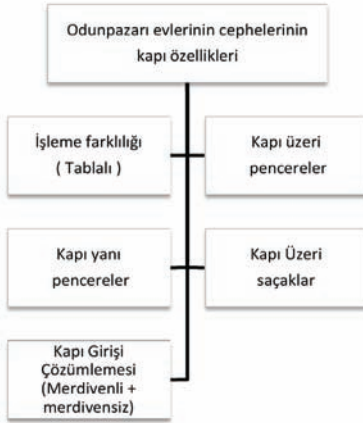 Odunpazarı evlerinin cephelerinin
kapı özellikleri
İşleme farklılığı
( Tablalı )
Kapı üzeri
pencereler
Kapı yanı
pencereler
Kapı Üzeri
saçaklar
Kapı Girişi
Çözümlemesi
(Merdivenli +
merdivensiz)